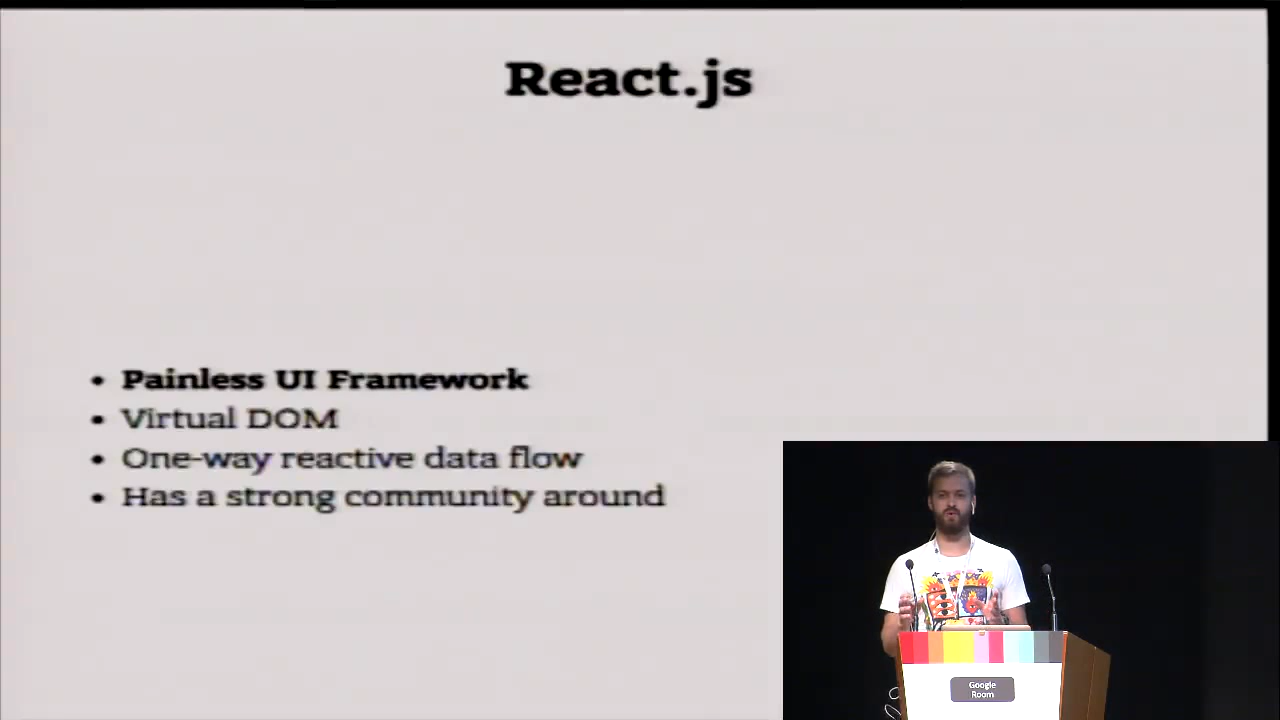 React.js
• Painless UI Framework
• Virtual DOM
• One-way reactive data flow
• Has a strong community around
Google
Room